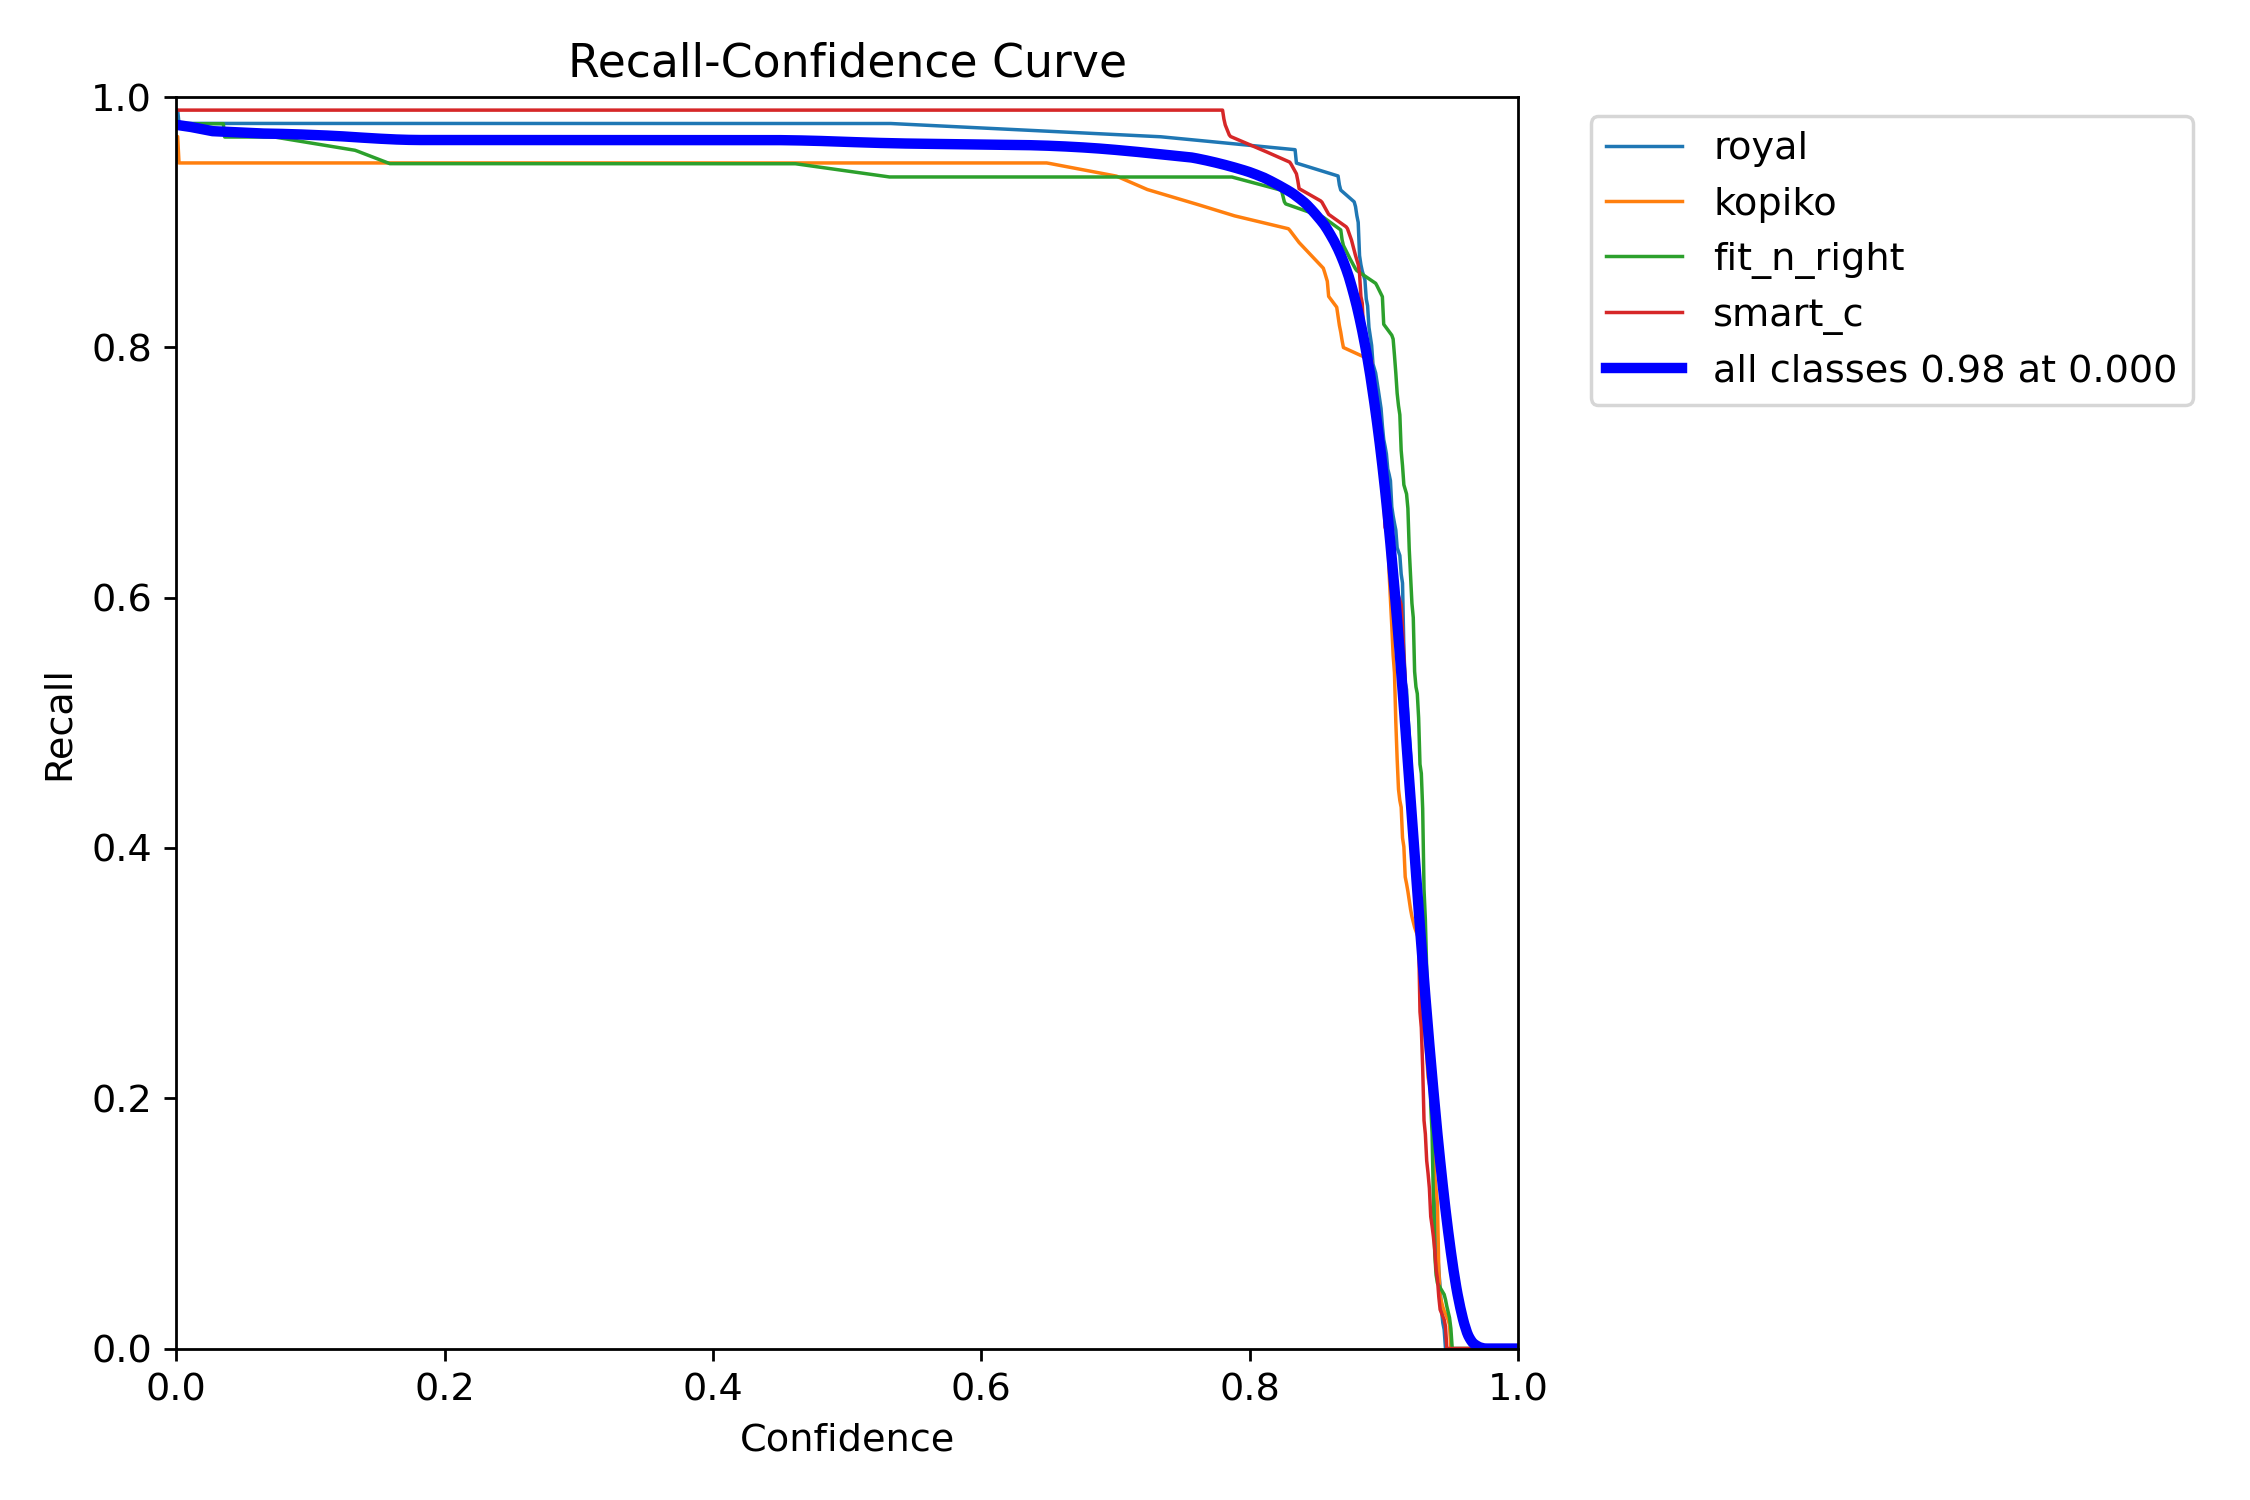 Recall-Confidence Curve
1.0
0.8
0.6
0.4
0.2
0.0
Recall
0.0 0.2 0.4 0.6 0.8 1.0
Confidence
royal
kopiko
fit_n_right
smart_c
all classes 0.98 at 0.000